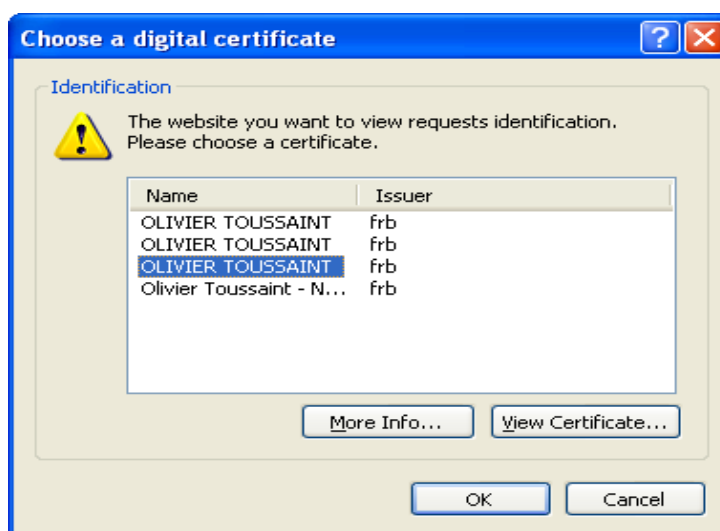 Choose a digital certificate
Identification
The website you want to view requests identification.
Please choose a certificate.
Name Issuer
OLIVIER TOUSSAINT frb
OLIVIER TOUSSAINT frb
OLIVIER TOUSSAINT frb
Olivier Toussaint - N... frb
More Info... View Certificate...
OK Cancel